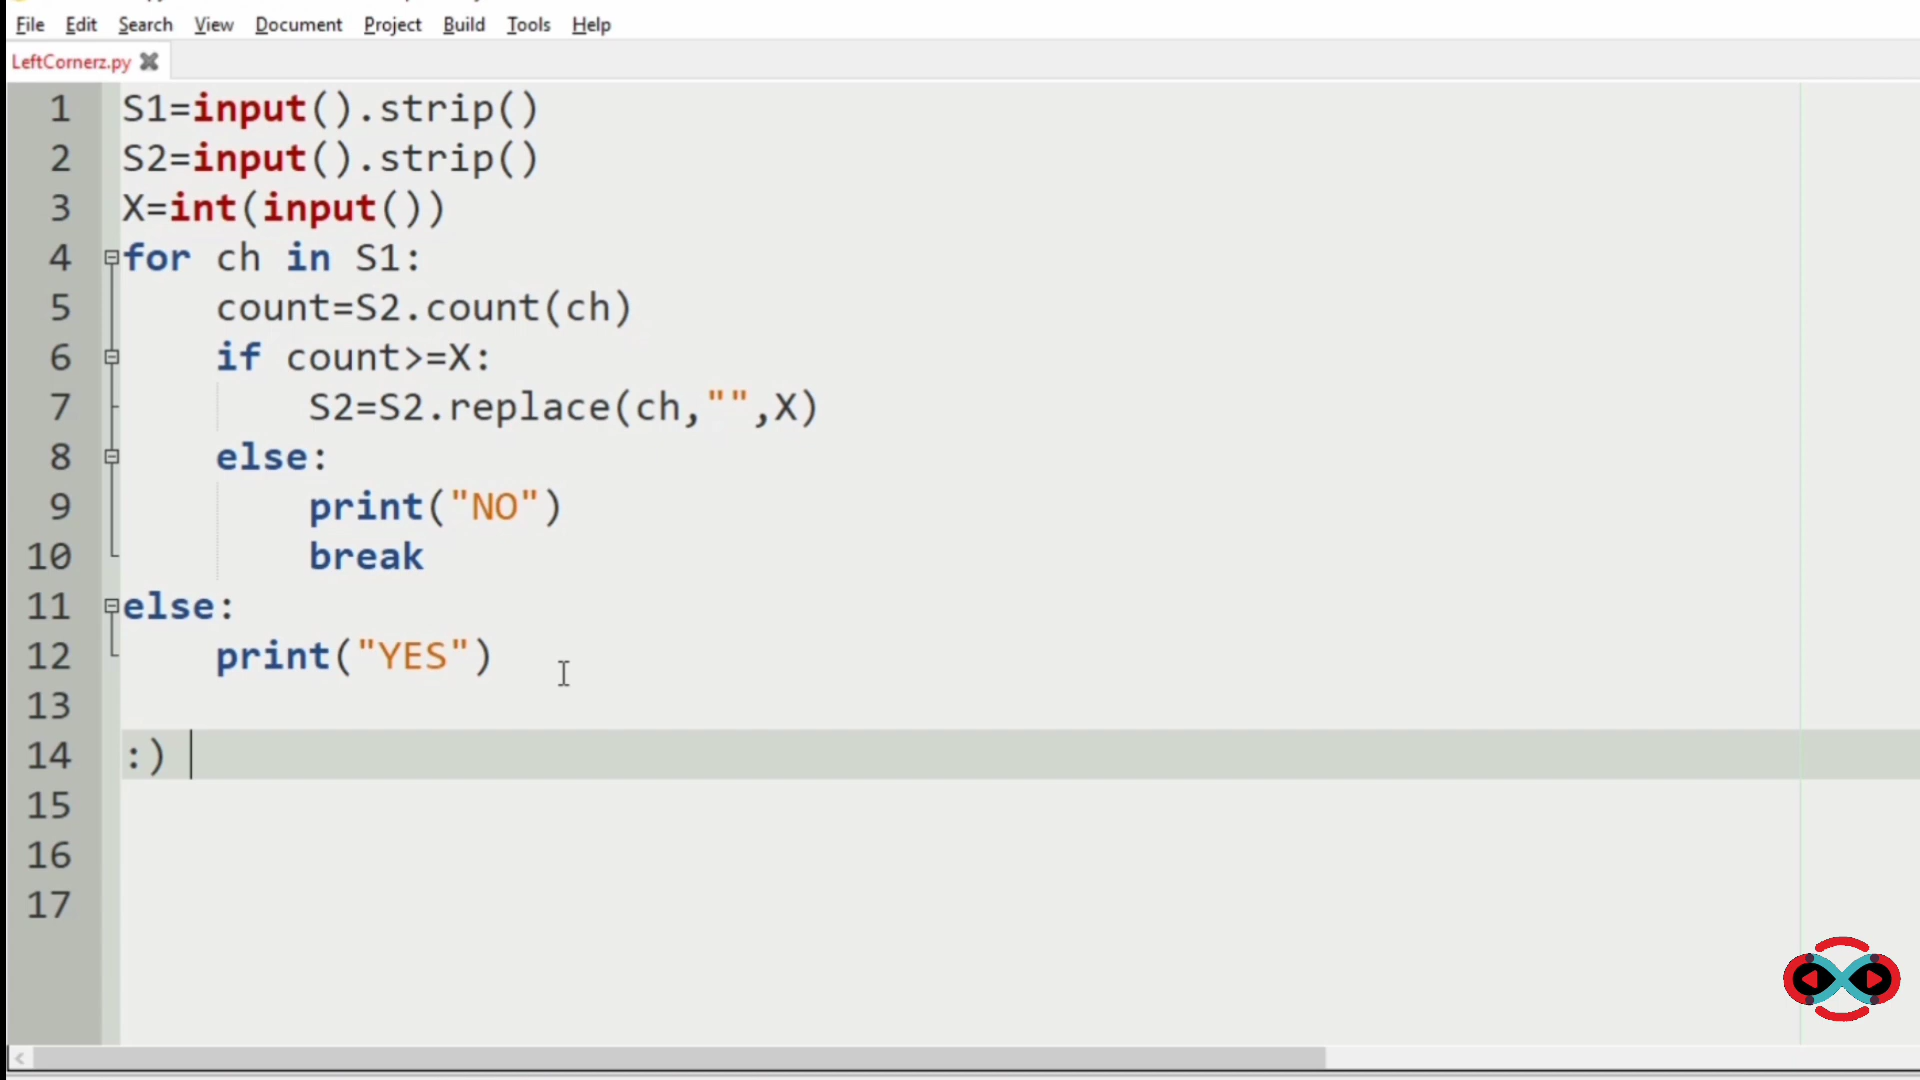 File Edit Search View Document Project Build Tools Help
LeftCornerz.py
1 S1=input().strip()
2 S2=input().strip()
3 X=int(input())
4 for ch in S1:
5 count=S2.count(ch)
6 if count>=X:
7 S2=S2.replace(ch,"",X)
8 else:
9 print("NO")
10 break
11 else:
12 print("YES")
13
14 :)
15
16
17